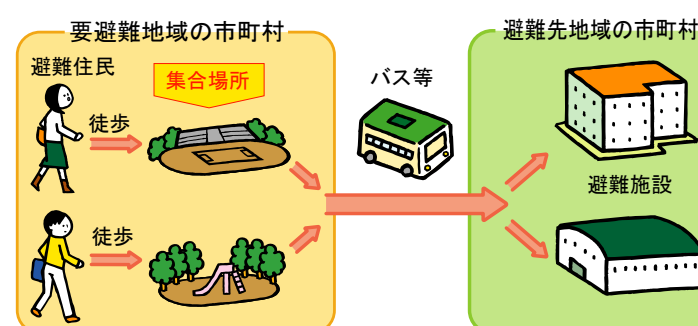 要避難地域の市町村
避難先地域の市町村
避難住民
集合場所
バス等
徒歩
避難施設
徒歩